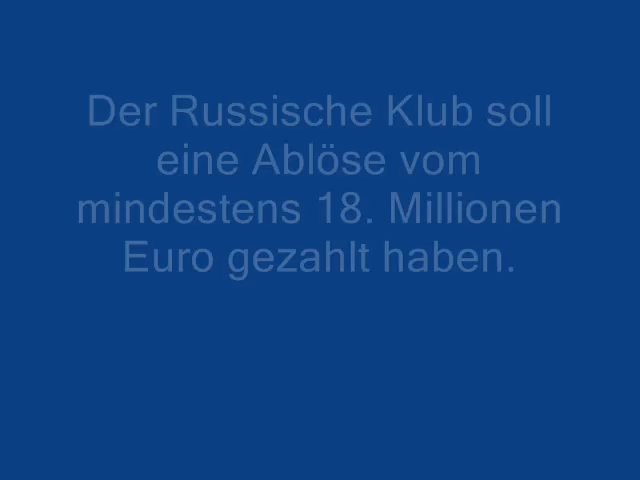 Der Russische Klub soll
eine Ablöse vom
mindestens 18. Millionen
Euro gezahlt haben.